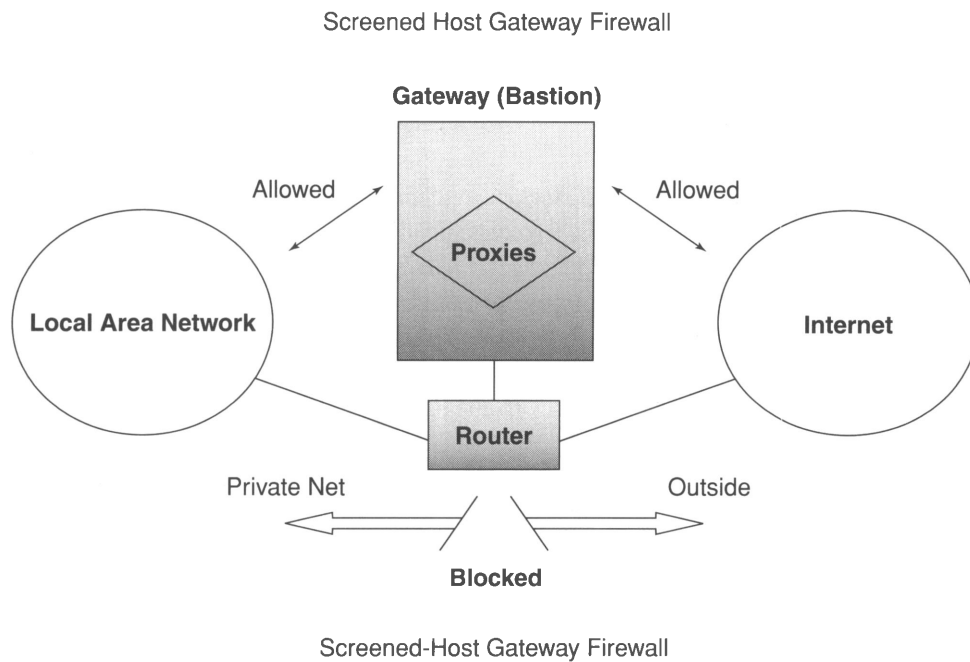 Screened Host Gateway Firewall
Gateway (Bastion)
Allowed
Allowed
Proxies
Local Area Network
Internet
Router
Private Net
Outside
Blocked
Screened-Host Gateway Firewall